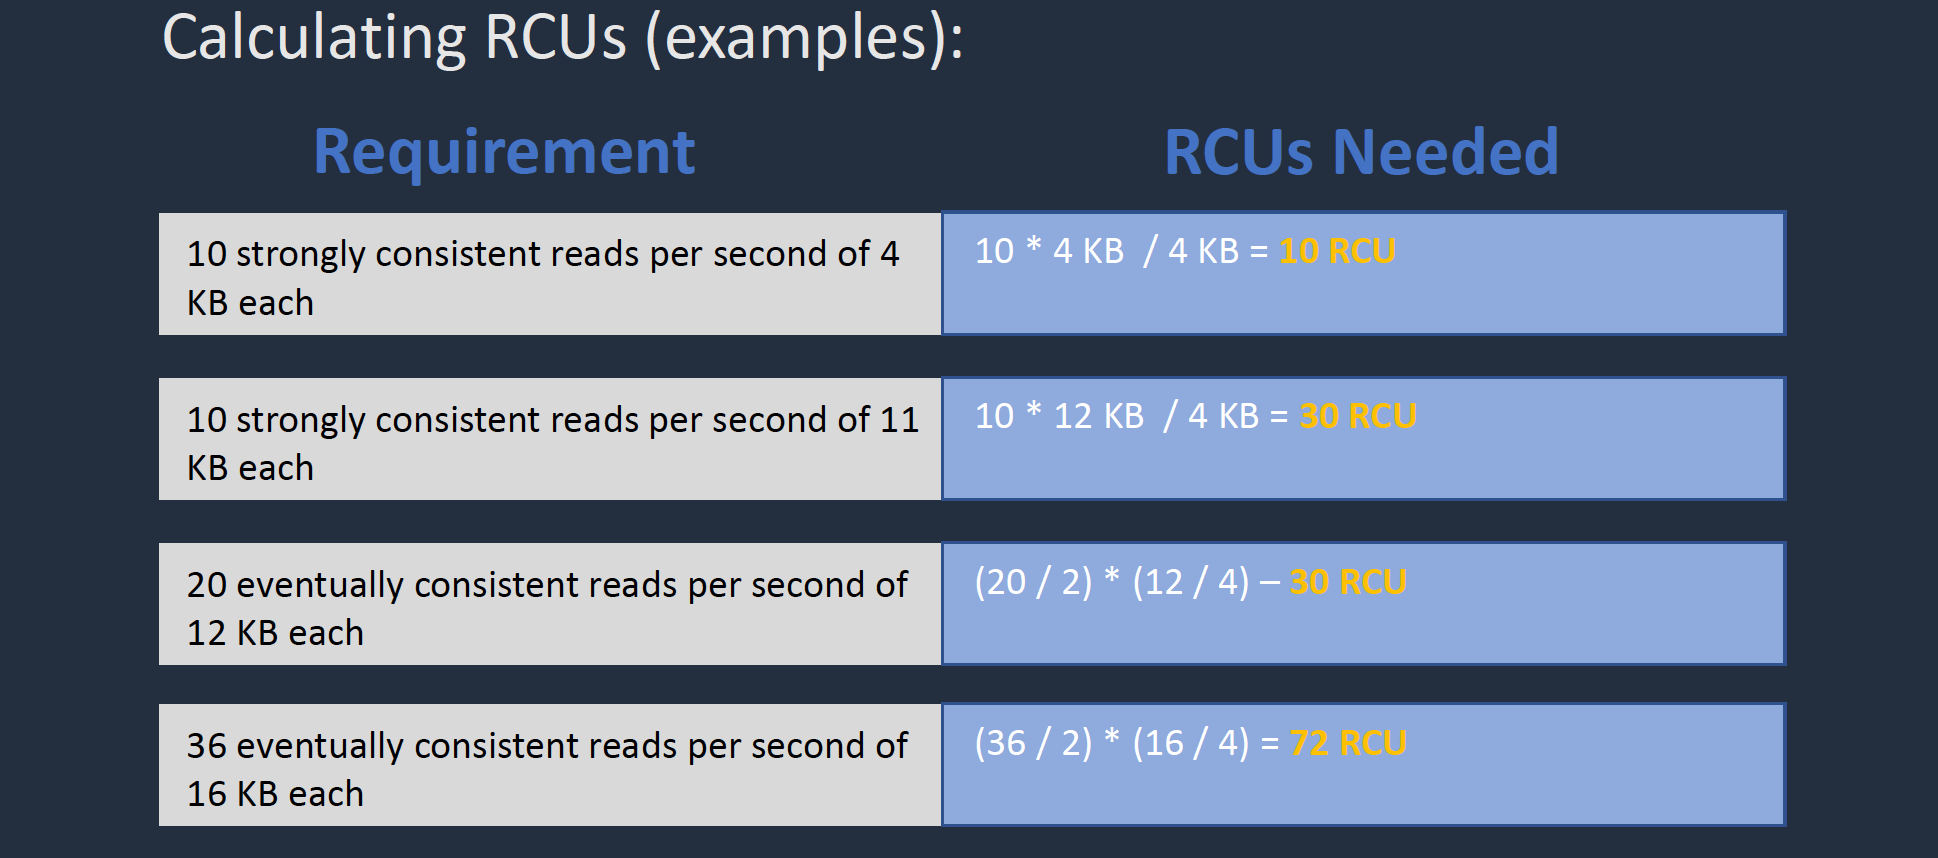 Calculating RCUs (examples):
Requirement
RCUs Needed
10 strongly consistent reads per second of 4
KB each
10 * 4 KB / 4 KB = 10 RCU
10 strongly consistent reads per second of 11
KB each
10 * 12 KB / 4 KB = 30 RCU
20 eventually consistent reads per second of
12 KB each
(20 / 2) * (12 / 4) – 30 RCU
36 eventually consistent reads per second of
16 KB each
(36 / 2) * (16 / 4) = 72 RCU